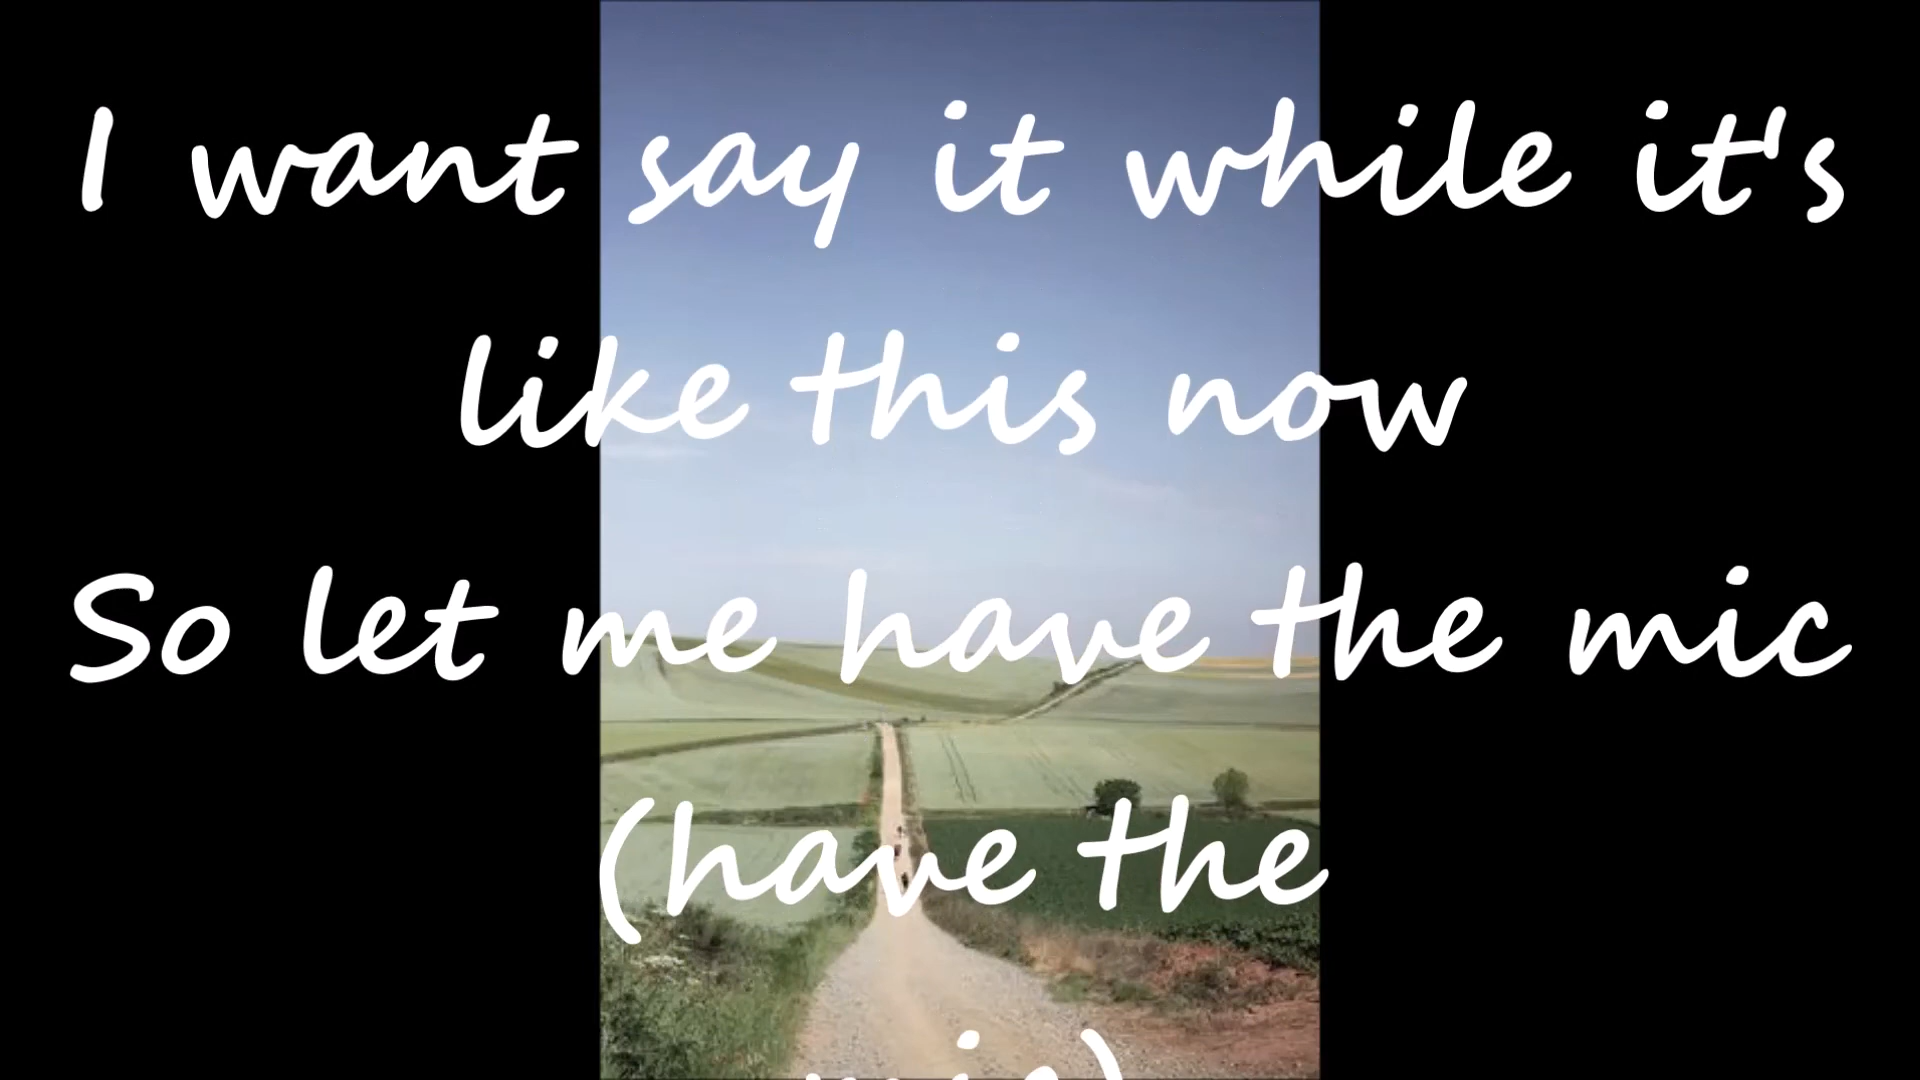 I want say it while it's
like this now
So let me have the mic
(have the
mic)